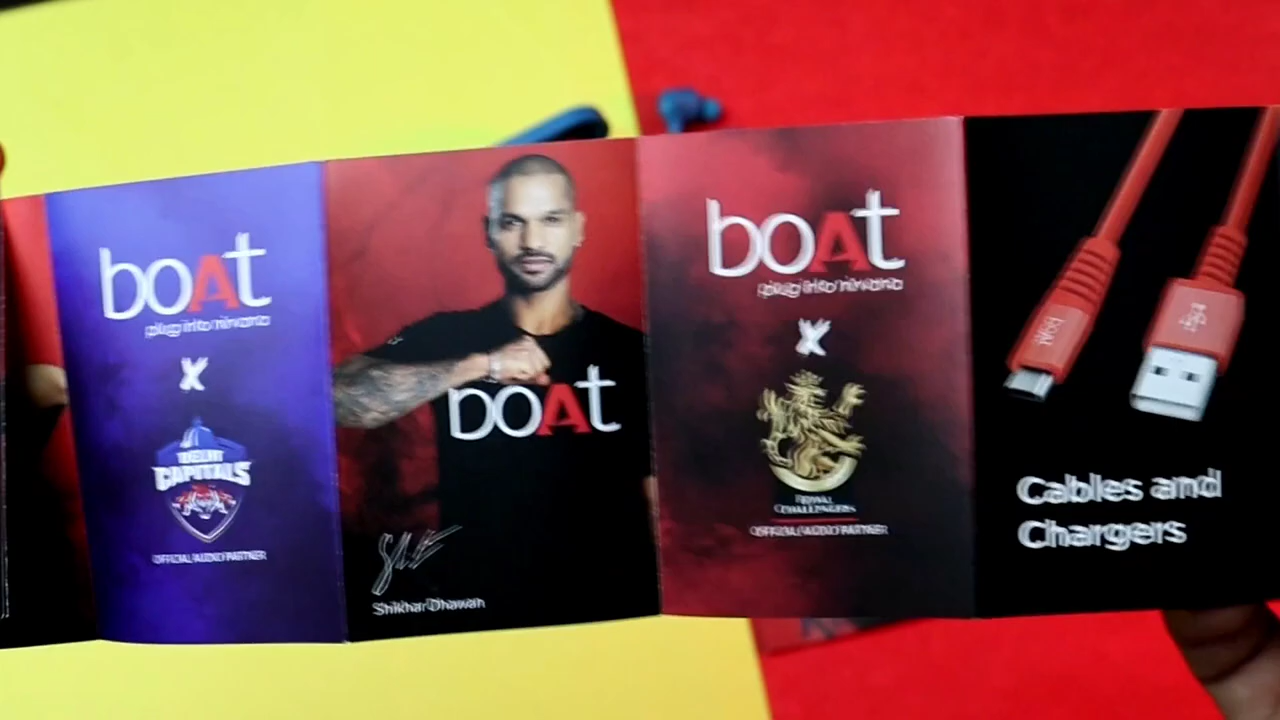 boAt
plug into nirvana
x
DELHI
CAPITALS
OFFICIAL AUDIO PARTNER
boAt
Shikhar Dhawan
boAt
plug into nirvana
x
ROYAL
CHALLENGERS
OFFICIAL AUDIO PARTNER
boAt
Cables and
Chargers